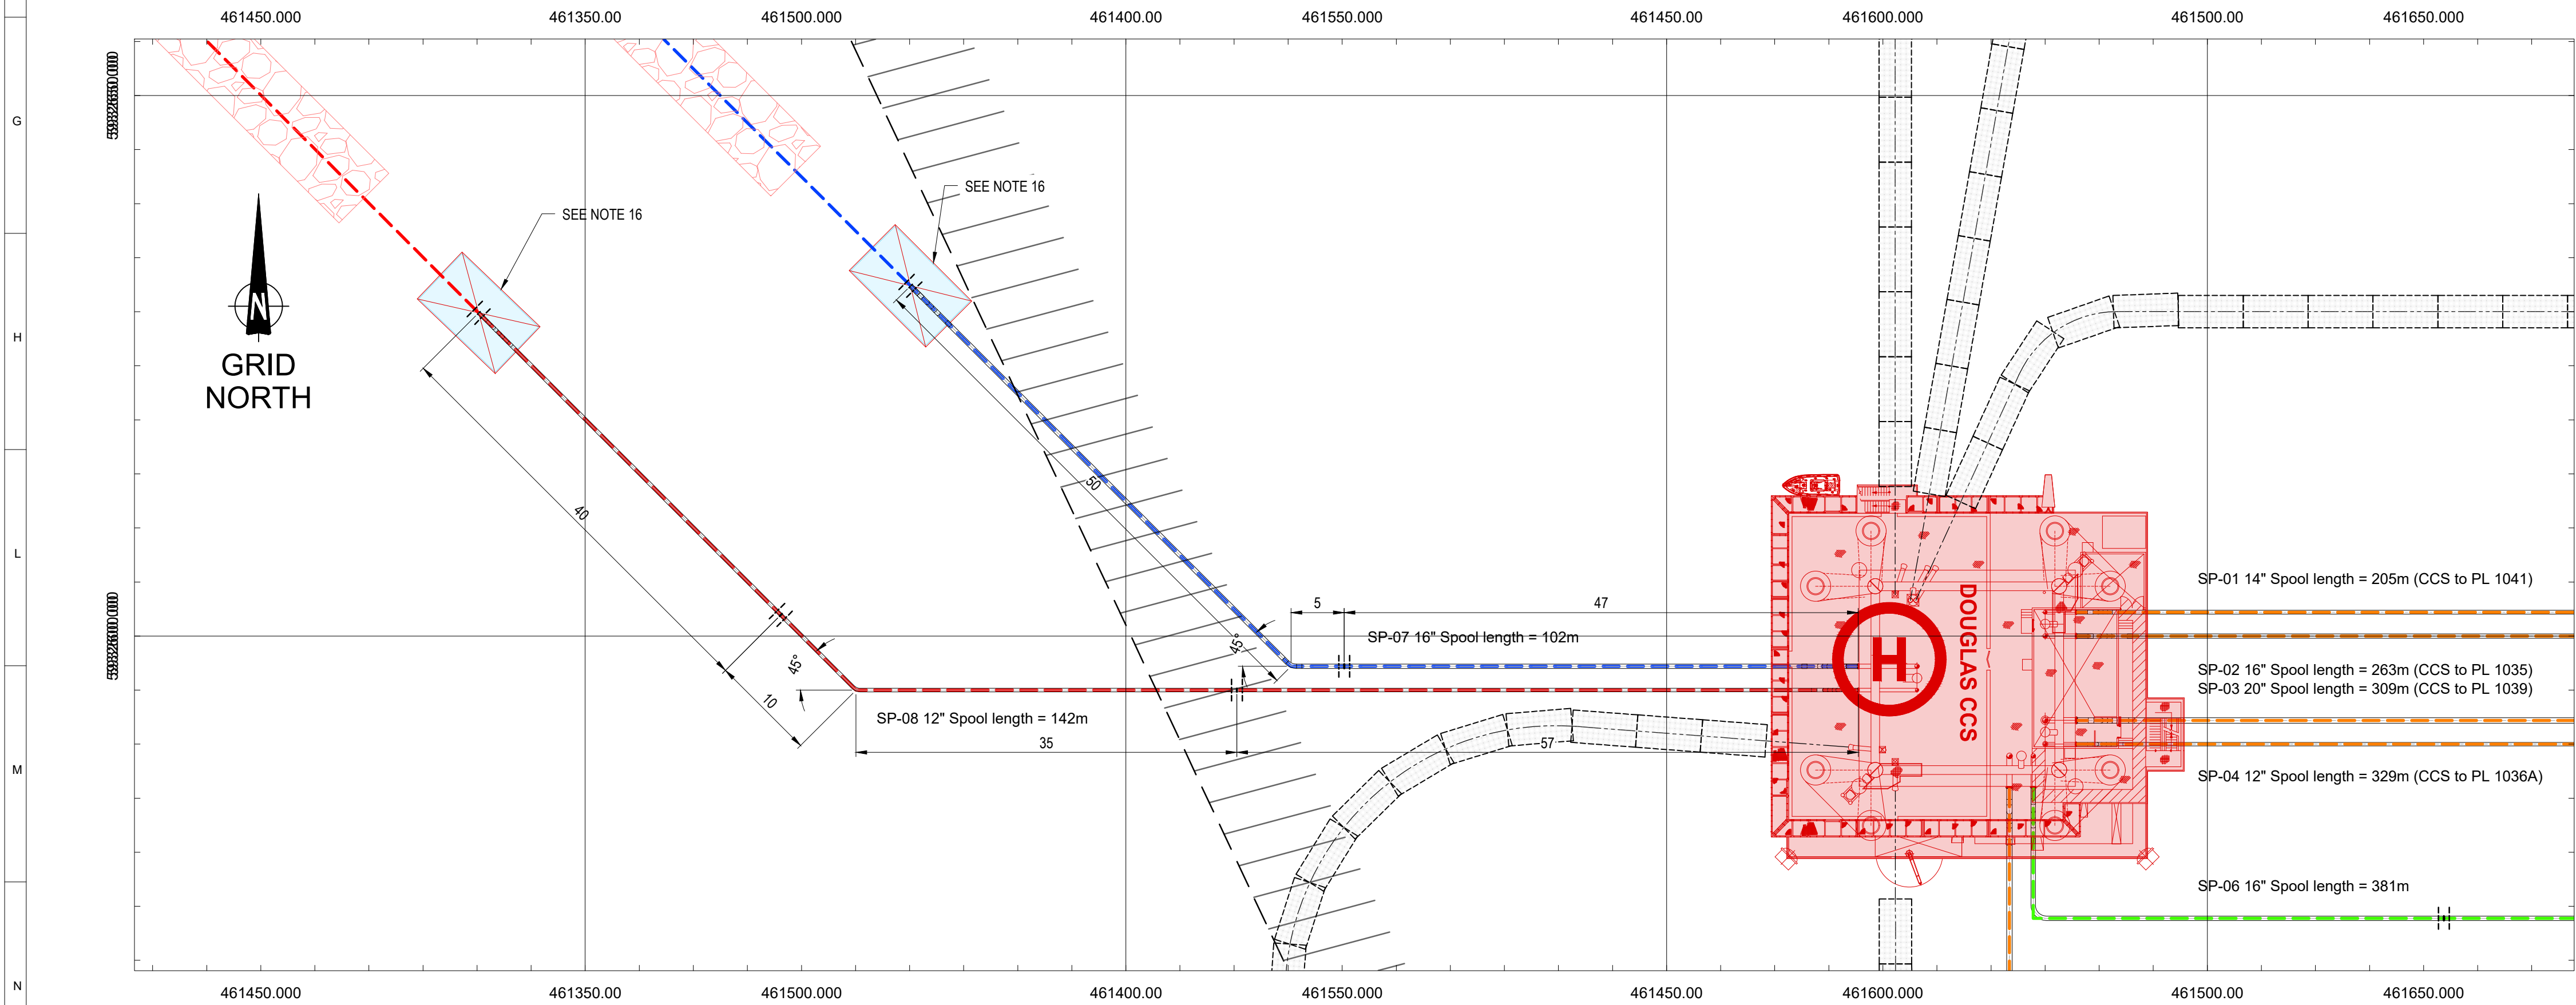 461450.000 461350.00 461500.000 461400.00 461550.000 461450.00 461600.000 461500.00 461650.000
G
SEE NOTE 16
SEE NOTE 16
N
H
GRID
NORTH
50
40
L
DOUGLAS CCS
SP-01 14" Spool length = 205m (CCS to PL 1041)
5
47
SP-07 16" Spool length = 102m
45°
45°
H
SP-02 16" Spool length = 263m (CCS to PL 1035)
SP-03 20" Spool length = 309m (CCS to PL 1039)
10
SP-08 12" Spool length = 142m
35
57
M
SP-04 12" Spool length = 329m (CCS to PL 1036A)
SP-06 16" Spool length = 381m
N
461450.000 461350.00 461500.000 461400.00 461550.000 461450.00 461600.000 461500.00 461650.000